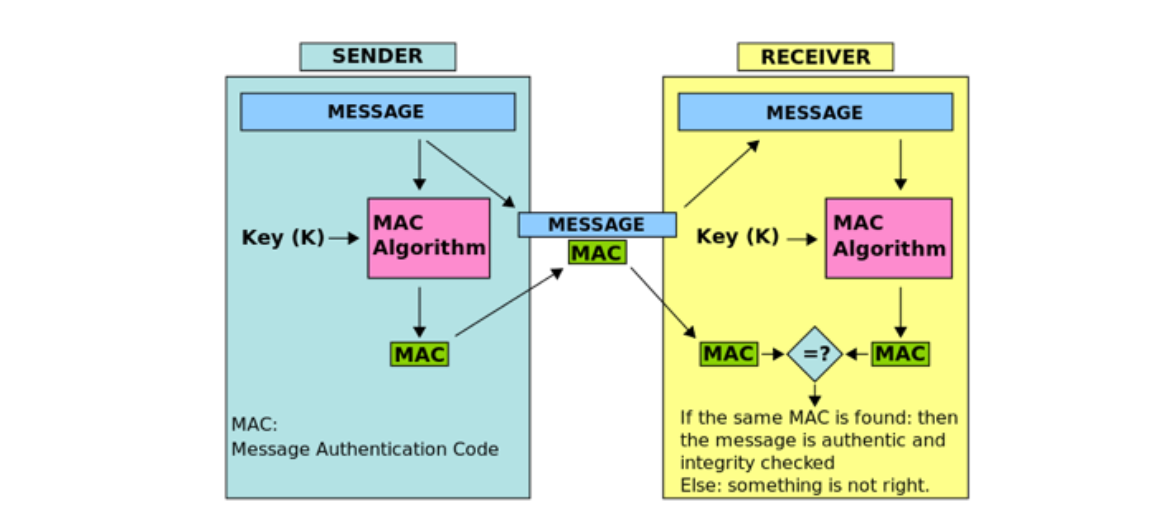 SENDER
RECEIVER
MESSAGE
MESSAGE
MAC
Algorithm
Key (K)
MESSAGE
MAC
MAC
Algorithm
Key (K)
MAC
MAC
=?
MAC
MAC:
Message Authentication Code
If the same MAC is found: then
the message is authentic and
integrity checked
Else: something is not right.